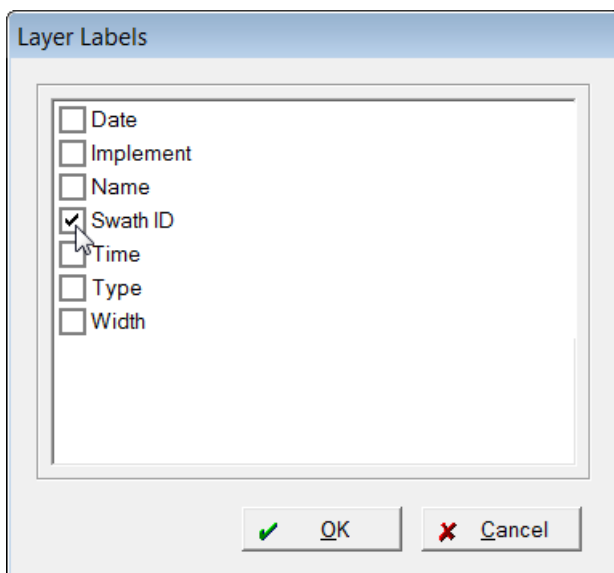 Layer Labels
Date
Implement
Name
Swath ID
Time
Type
Width
OK
Cancel